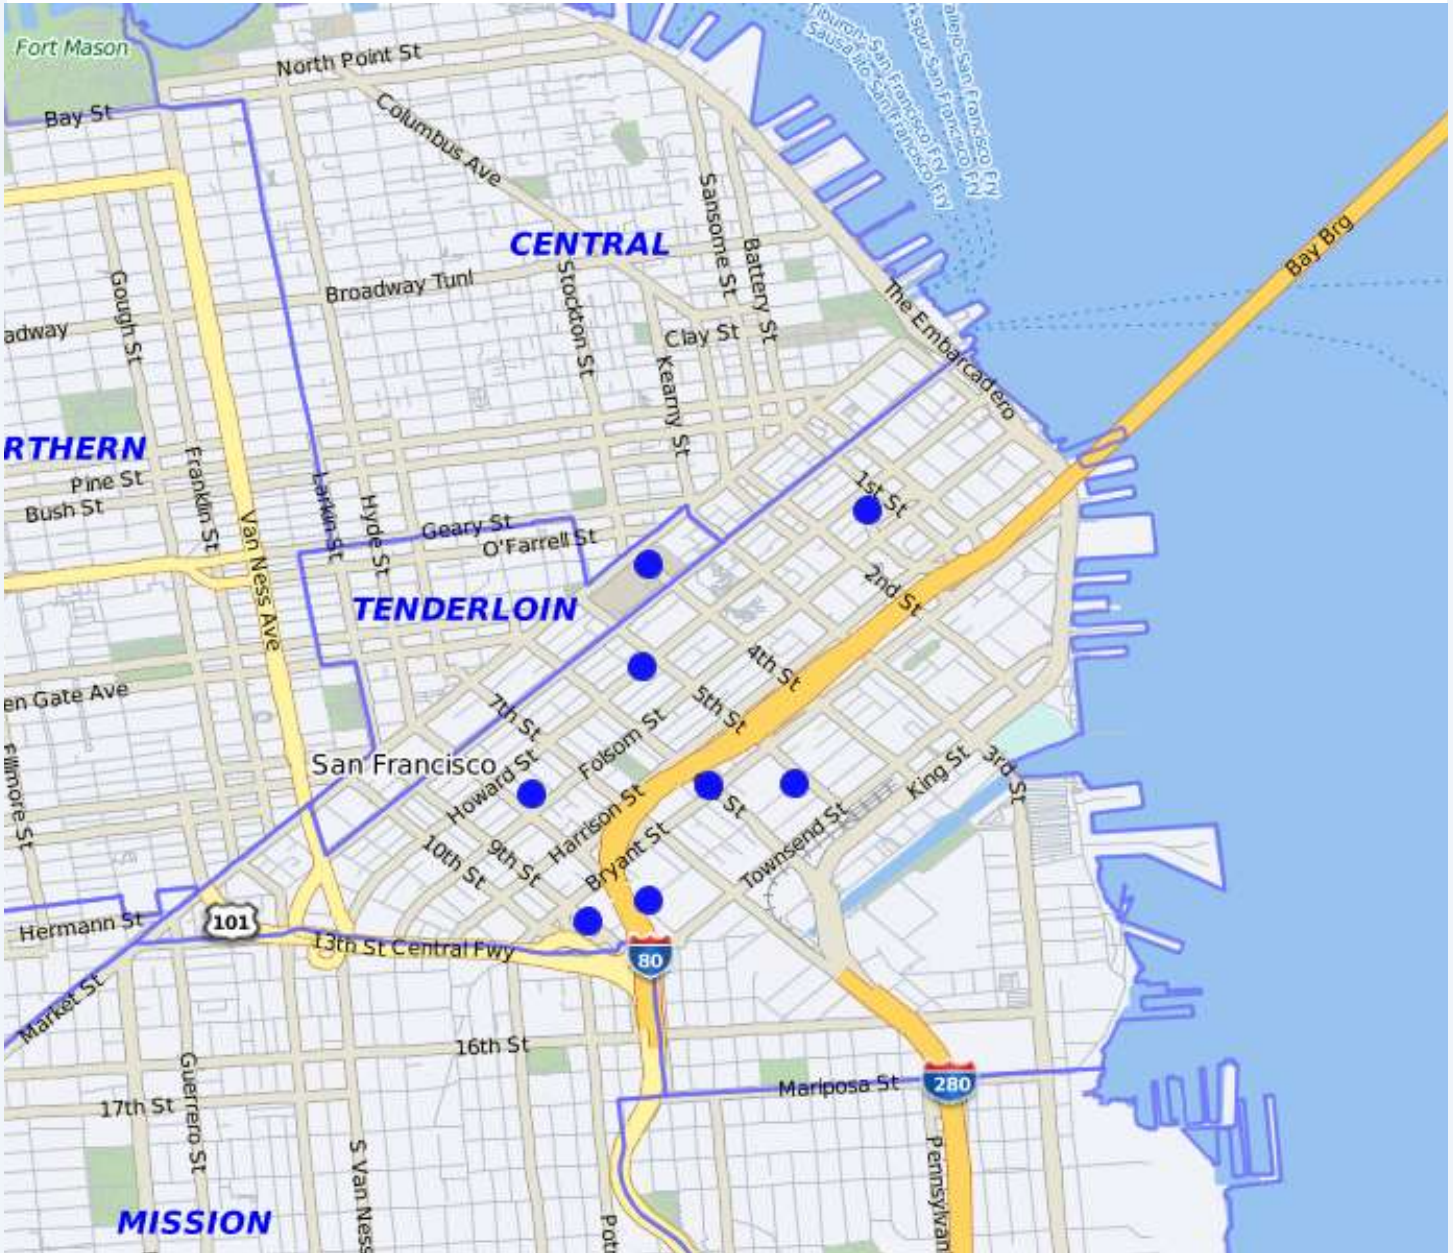 Fort Mason
North Point St
Tiburon-San Francisco Fry
Sausalito-San Francisco Fry
rkspur-San Francisco Fry
allejo-San Francisco Fry
Bay St
Columbus Ave
Sansome St
Battery St
CENTRAL
Bay Brg
Gough St
Broadway Tunl
Stockton St
The Embarcadero
adway
Clay St
Kearny St
RTHERN
Pine St
Bush St
Franklin St
Larkin St
Hyde St
Van Ness Ave
Geary St
O'Farrell St
1st St
2nd St
TENDERLOIN
4th St
5th St
en Gate Ave
7th St
Folsom St
San Francisco
Howard St
King St
3rd St
Fillmore St
Harrison St
St
Townsend St
10th St
9th St
Bryant St
Hermann St
101
13th St Central Fwy
80
Market St
16th St
Guerrero St
17th St
Mariposa St
280
S Van Ness
Pennsylvan
MISSION
Potr